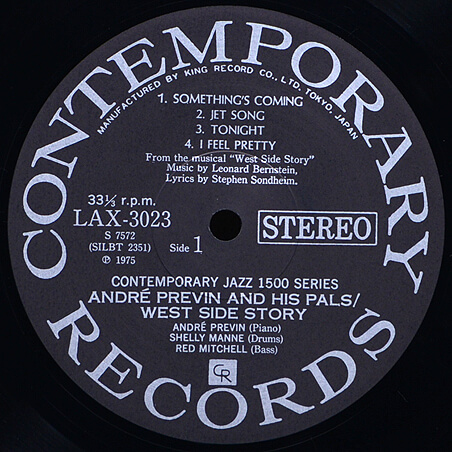 CONTEMPORARY
MANUFACTURED BY KING RECORD CO., LTD, TOKYO, JAPAN
1. SOMETHING'S COMING
2. JET SONG
3. TONIGHT
4. I FEEL PRETTY
From the musical "West Side Story"
Music by Leonard Bernstein,
Lyrics by Stephen Sondheim.
33⅓ r.p.m.
LAX-3023
S 7572
(SILBT 2351)
Side 1
℗ 1975
STEREO
CONTEMPORARY JAZZ 1500 SERIES
ANDRÉ PREVIN AND HIS PALS/
WEST SIDE STORY
ANDRÉ PREVIN (Piano)
SHELLY MANNE (Drums)
RED MITCHELL (Bass)
CR
RECORDS